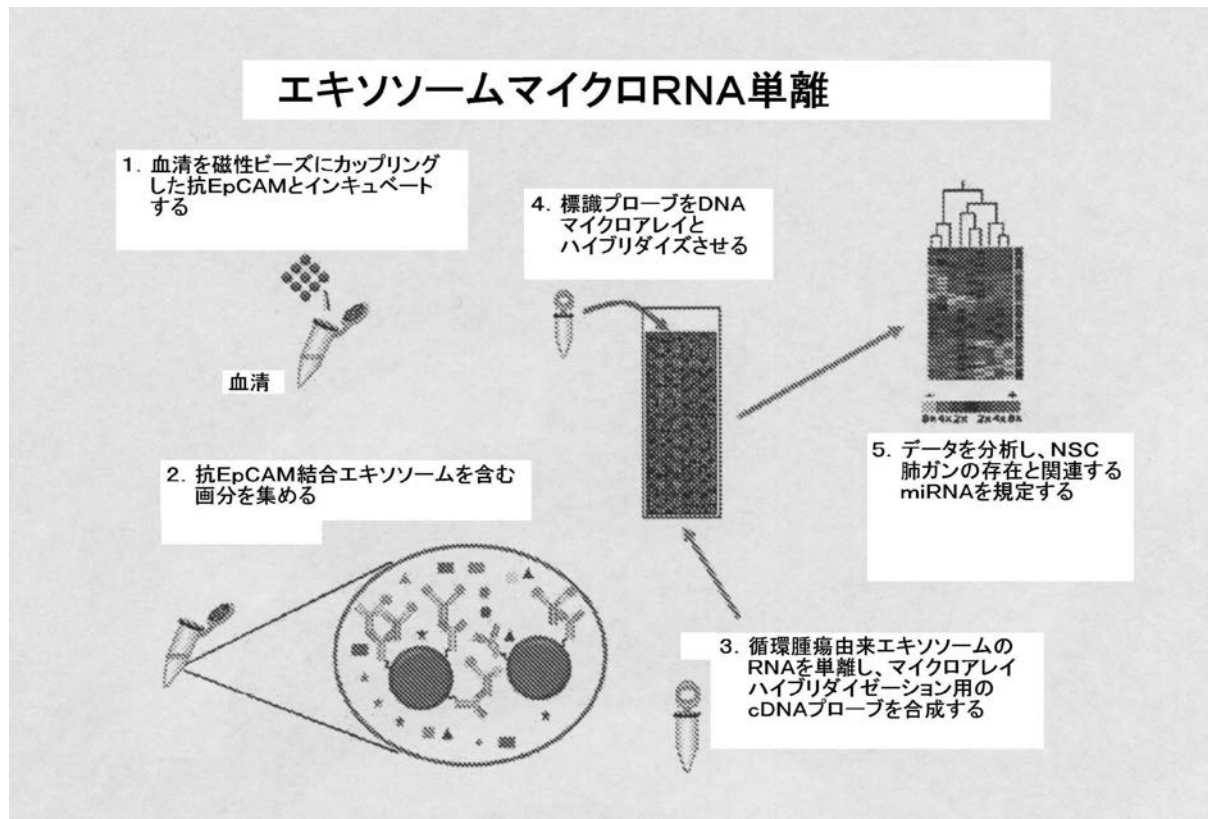 エキソソームマイクロRNA単離
1. 血清を磁性ビーズにカップリング
した抗EpCAMとインキュベート
する
血清
2. 抗EpCAM結合エキソソームを含む
画分を集める
3. 循環腫瘍由来エキソソームの
RNAを単離し、マイクロアレイ
ハイブリダイゼーション用の
cDNAプローブを合成する
4. 標識プローブをDNA
マイクロアレイと
ハイブリダイズさせる
- +
8x4x2x 2x4x8x
5. データを分析し、NSC
肺ガンの存在と関連する
miRNAを規定する